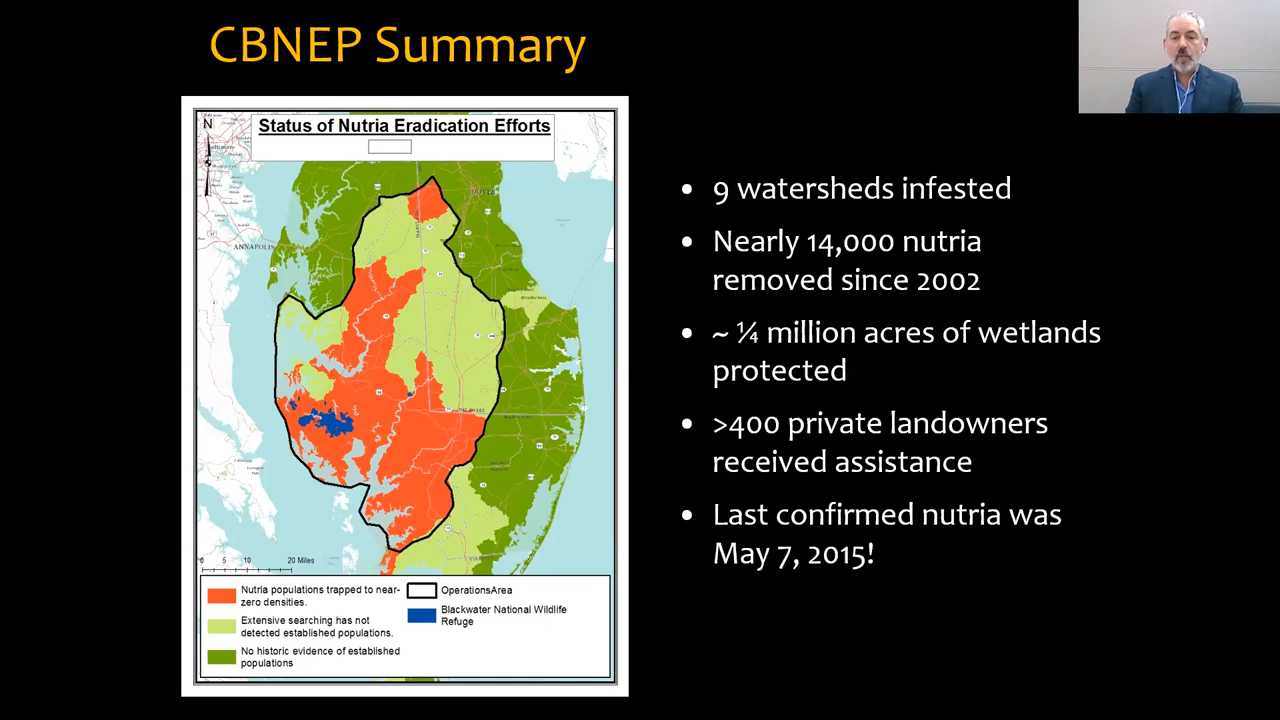 CBNEP Summary
Status of Nutria Eradication Efforts
N
DOVER
ANNAPOLIS
0 5 10 20 Miles
Nutria populations trapped to near-
zero densities.
Extensive searching has not
detected established populations.
No historic evidence of established
populations
OperationsArea
Blackwater National Wildlife
Refuge
• 9 watersheds infested
• Nearly 14,000 nutria
removed since 2002
• ~ ¼ million acres of wetlands
protected
• >400 private landowners
received assistance
• Last confirmed nutria was
May 7, 2015!